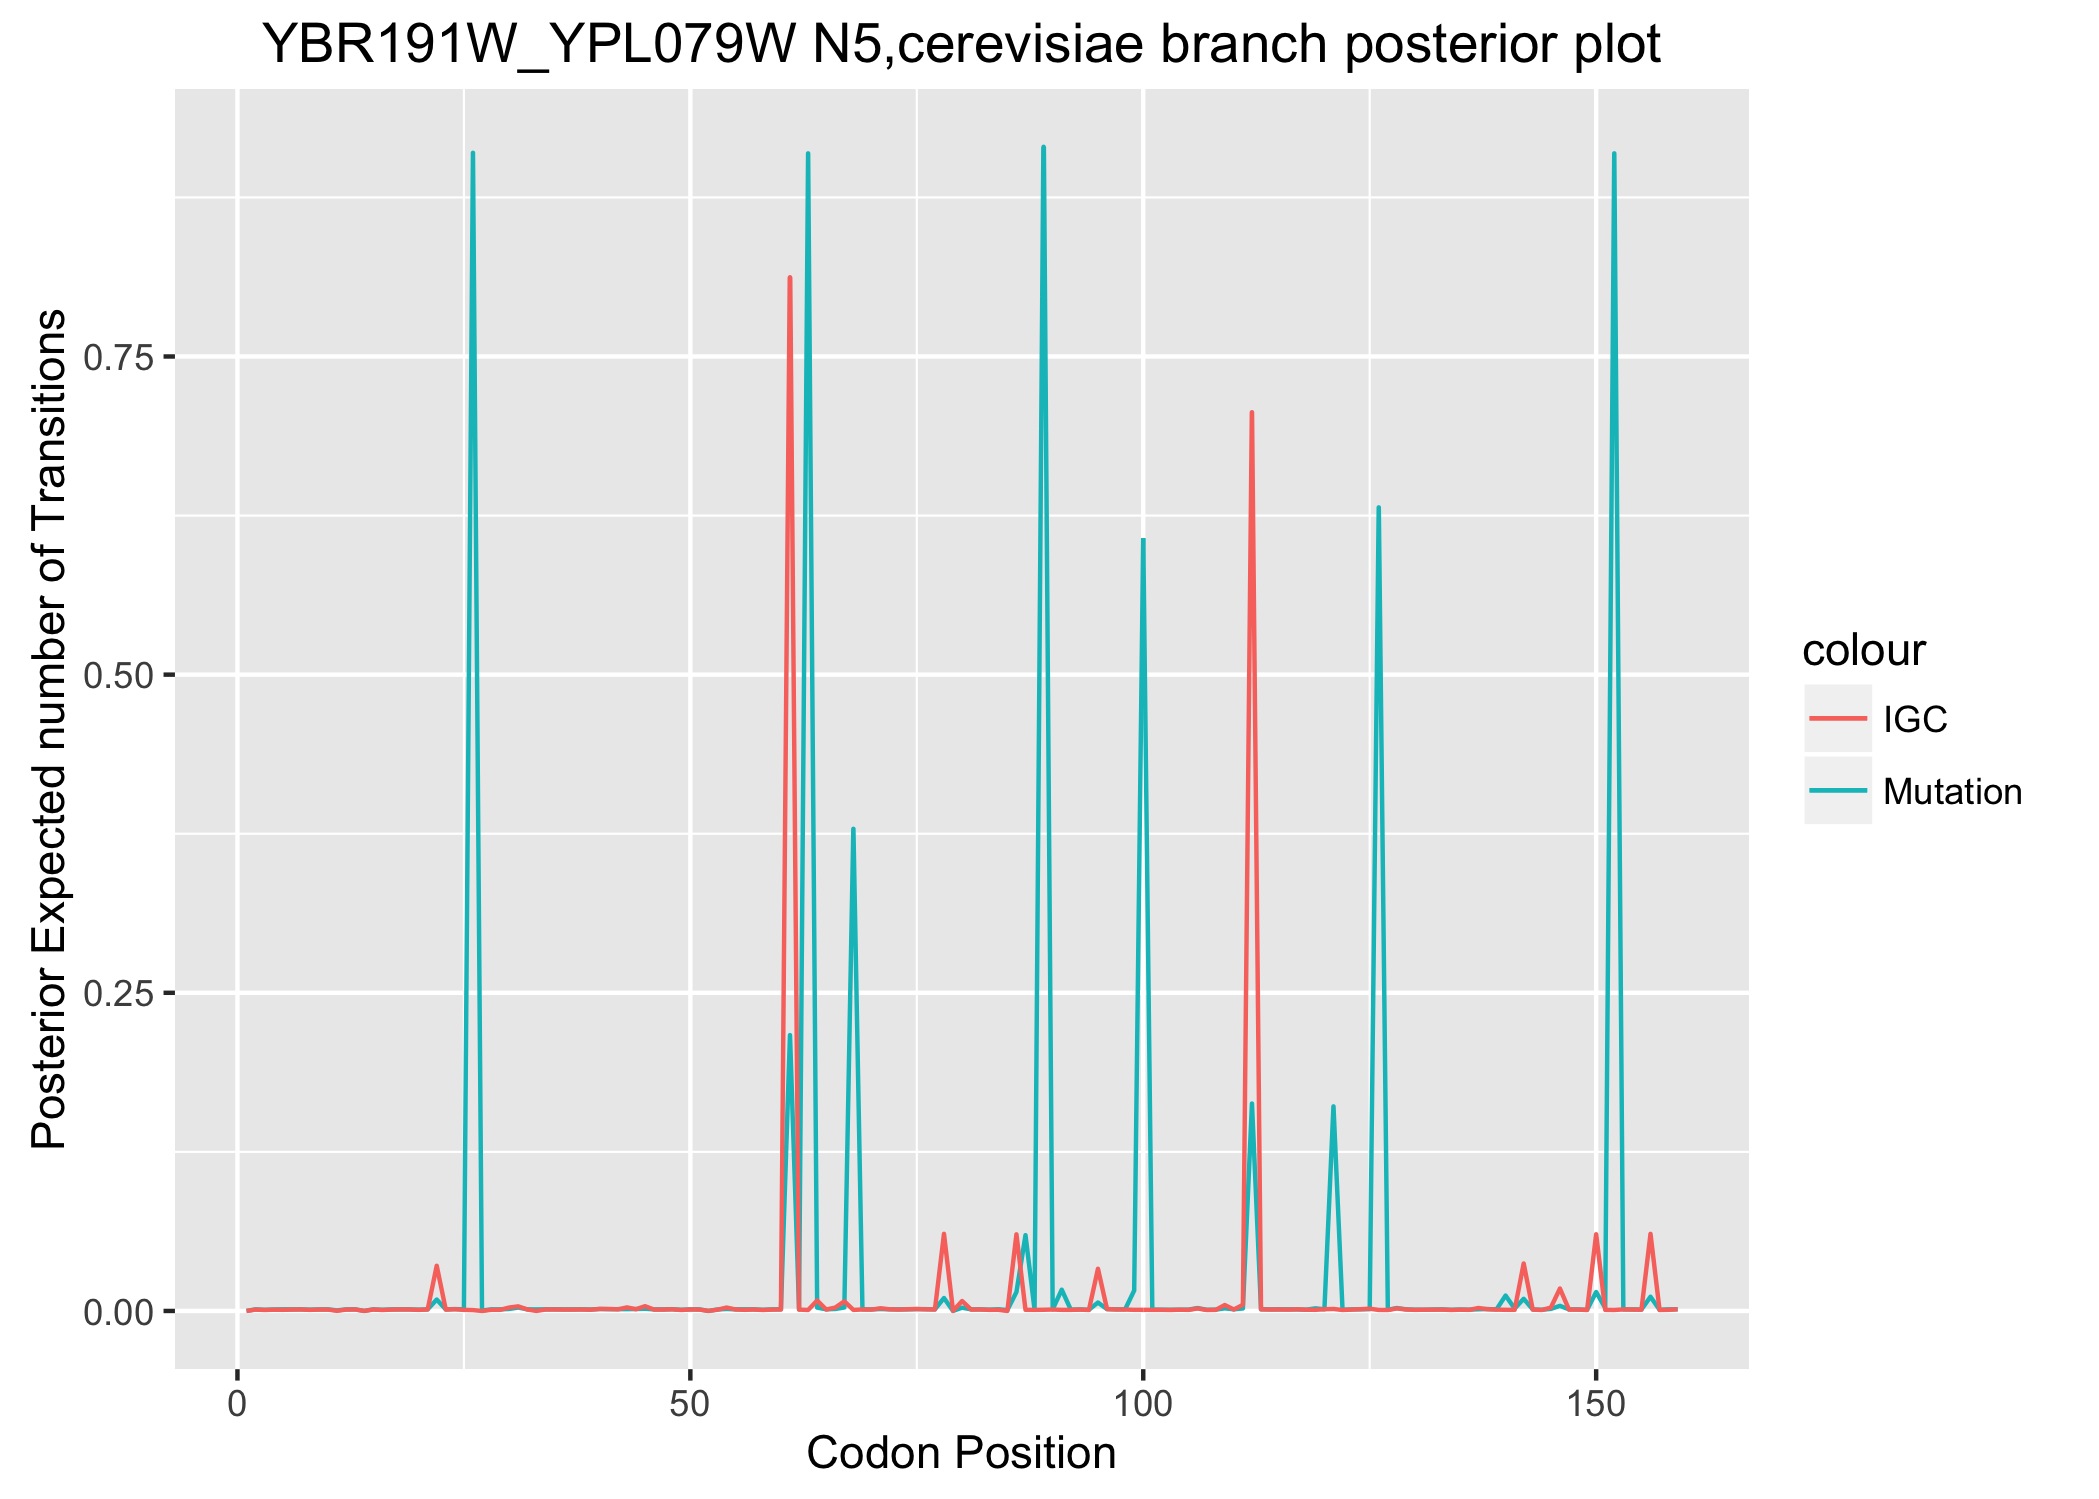 YBR191W_YPL079W N5,cerevisiae branch posterior plot
Posterior Expected number of Transitions
0.75
0.50
0.25
0.00
0
50
100
150
Codon Position
colour
IGC
Mutation